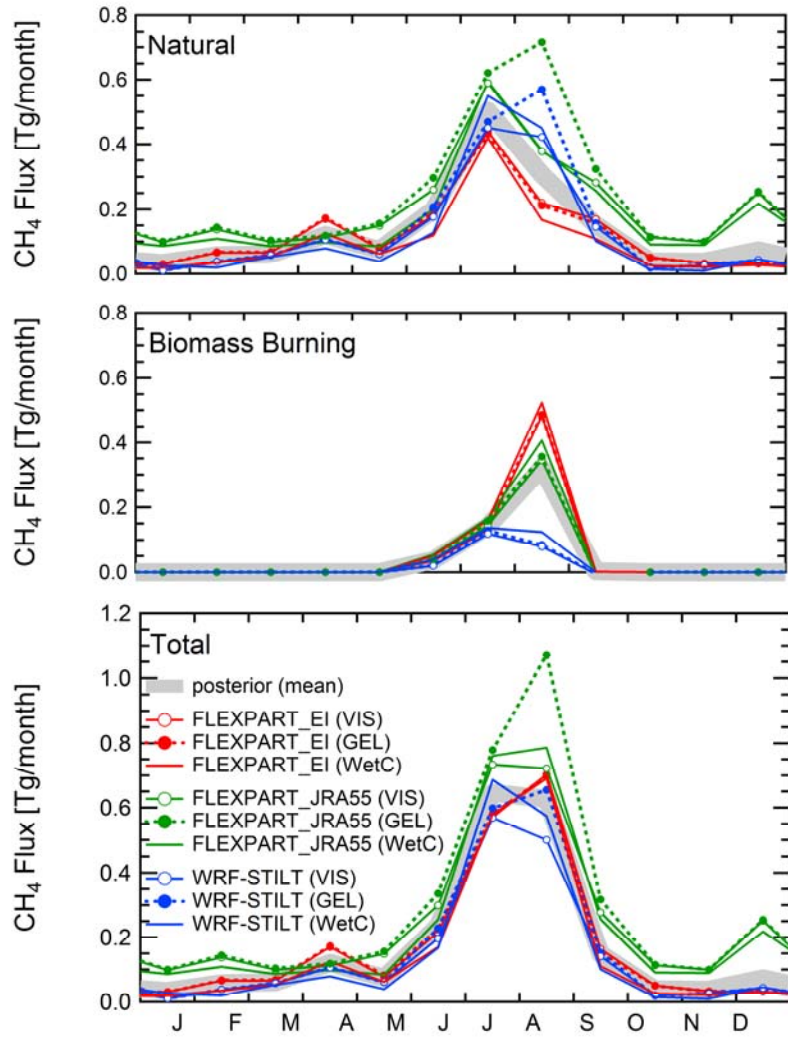 0.8
Natural
0.6
0.4
0.2
0.0
CH₄ Flux [Tg/month]
0.8
Biomass Burning
0.6
0.4
0.2
0.0
CH₄ Flux [Tg/month]
1.2
Total
1.0
posterior (mean)
FLEXPART_EI (VIS)
FLEXPART_EI (GEL)
FLEXPART_EI (WetC)
FLEXPART_JRA55 (VIS)
FLEXPART_JRA55 (GEL)
FLEXPART_JRA55 (WetC)
WRF-STILT (VIS)
WRF-STILT (GEL)
WRF-STILT (WetC)
0.8
0.6
0.4
0.2
0.0
CH₄ Flux [Tg/month]
J F M A M J J A S O N D